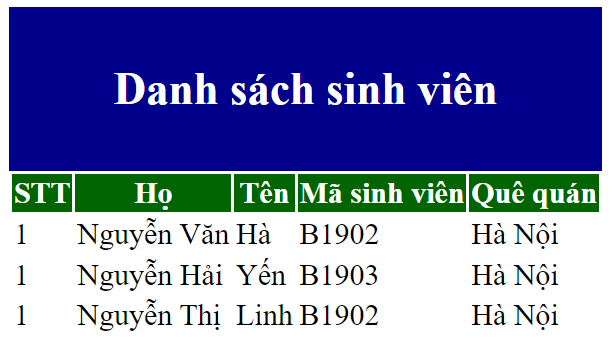 Danh sách sinh viên
STT Họ Tên Mã sinh viên Quê quán
1 Nguyễn Văn Hà B1902 Hà Nội
1 Nguyễn Hải Yến B1903 Hà Nội
1 Nguyễn Thị Linh B1902 Hà Nội